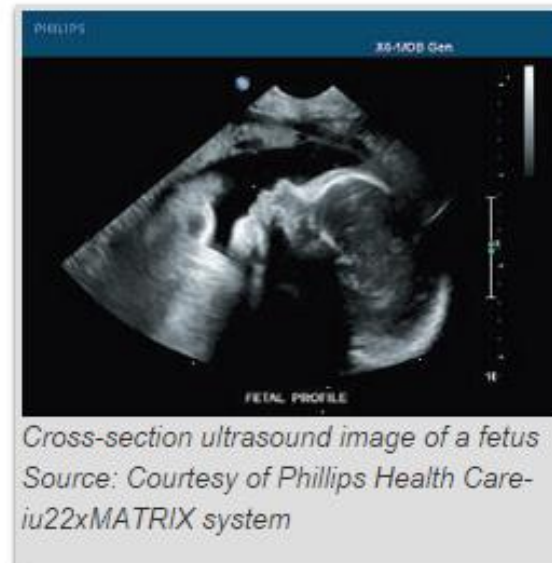 PHILIPS
X6-1/OB Gen
FETAL PROFILE
10
Cross-section ultrasound image of a fetus
Source: Courtesy of Phillips Health Care-
iu22xMATRIX system